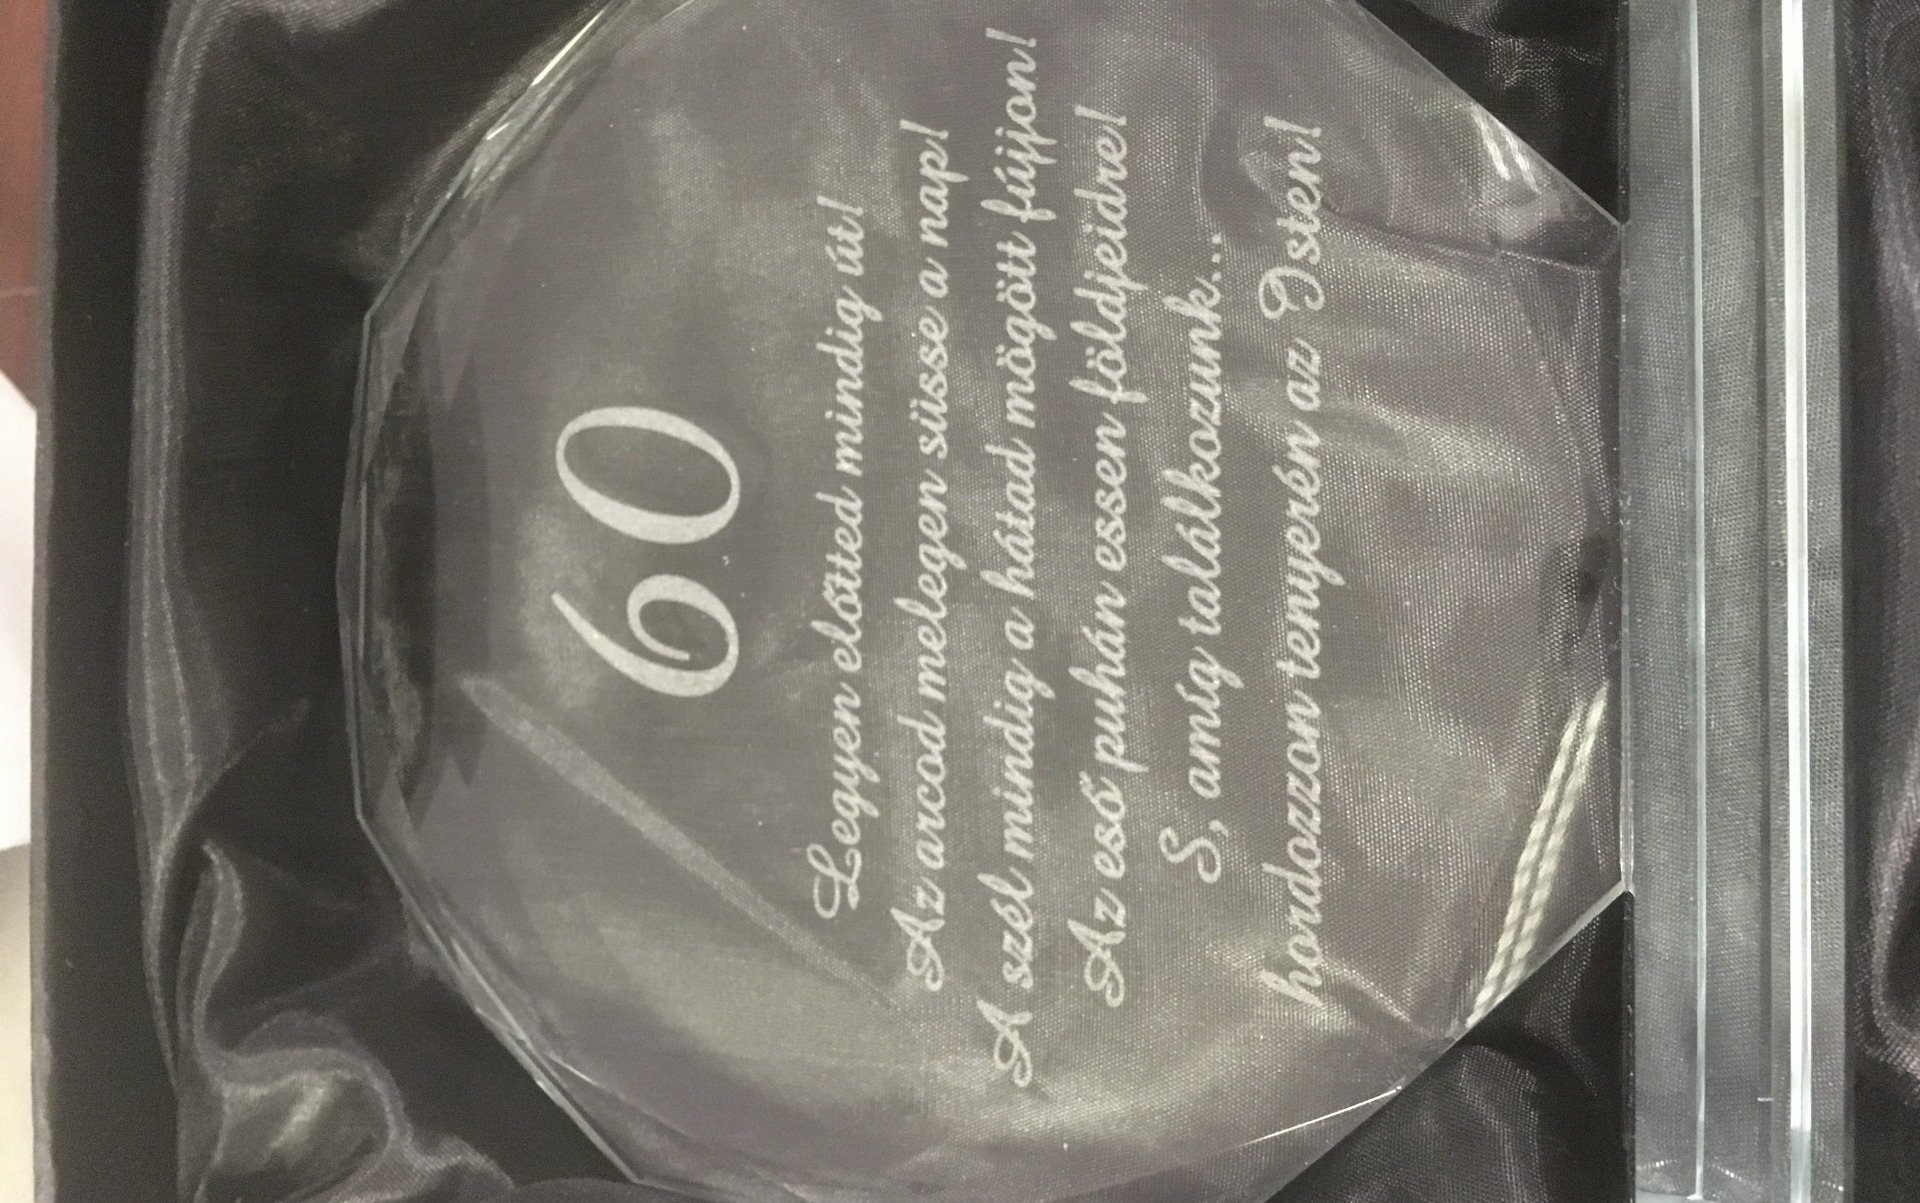 60
Legyen előtted mindig út!
Az arcod melegen süsse a nap!
A szél mindig a hátad mögött fújjon!
Az eső puhán essen földjeidre!
S, amíg találkozunk...
hordozzon tenyerén az Isten!